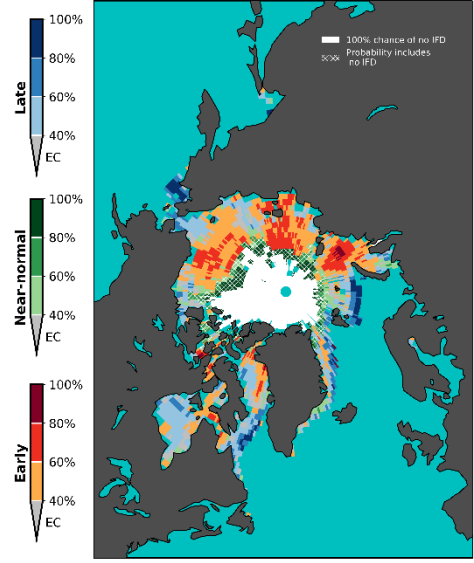 100% chance of no IFD
Probability includes
no IFD
Late
100%
80%
60%
40%
EC
Near-normal
100%
80%
60%
40%
EC
Early
100%
80%
60%
40%
EC